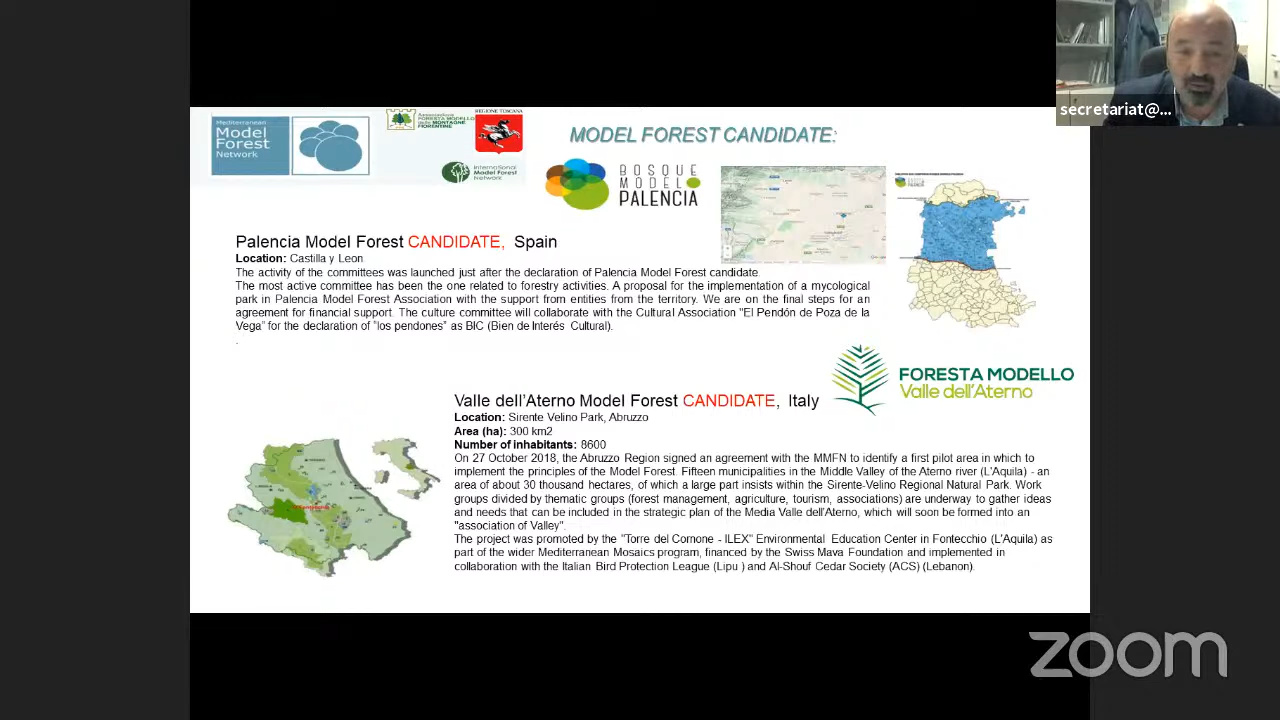 secretariat@...
Mediterranean
Model
Forest
Network
Associazione
FORESTA MODELLO
delle MONTAGNE
FIORENTINE
REGIONE TOSCANA
International
Model Forest
Network
MODEL FOREST CANDIDATE:
BOSQUE
MODEL
PALENCIA
Palencia Model Forest CANDIDATE, Spain
Location: Castilla y Leon
The activity of the committees was launched just after the declaration of Palencia Model Forest candidate.
The most active committee has been the one related to forestry activities. A proposal for the implementation of a mycological
park in Palencia Model Forest Association with the support from entities from the territory. We are on the final steps for an
agreement for financial support. The culture committee will collaborate with the Cultural Association "El Pendón de Poza de la
Vega" for the declaration of "los pendones" as BIC (Bien de Interés Cultural).
.
FORESTA MODELLO
Valle dell'Aterno
Valle dell'Aterno Model Forest CANDIDATE, Italy
Location: Sirente Velino Park, Abruzzo
Area (ha): 300 km2
Number of inhabitants: 8600
On 27 October 2018, the Abruzzo Region signed an agreement with the MMFN to identify a first pilot area in which to
implement the principles of the Model Forest. Fifteen municipalities in the Middle Valley of the Aterno river (L'Aquila) - an
area of about 30 thousand hectares, of which a large part insists within the Sirente-Velino Regional Natural Park. Work
groups divided by thematic groups (forest management, agriculture, tourism, associations) are underway to gather ideas
and needs that can be included in the strategic plan of the Media Valle dell'Aterno, which will soon be formed into an
"association of Valley".
The project was promoted by the "Torre del Cornone - ILEX" Environmental Education Center in Fontecchio (L'Aquila) as
part of the wider Mediterranean Mosaics program, financed by the Swiss Mava Foundation and implemented in
collaboration with the Italian Bird Protection League (Lipu ) and Al-Shouf Cedar Society (ACS) (Lebanon).
zoom